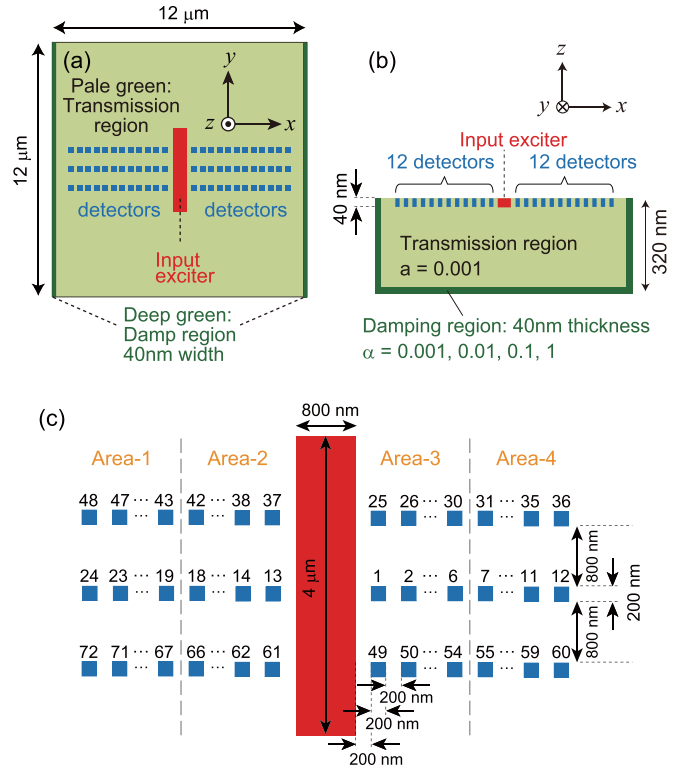 12 μm
(a)
Pale green:
Transmission
region
y
z
x
12 μm
detectors
detectors
Input
exciter
Deep green:
Damp region
40nm width
(b)
z
y
x
Input exciter
12 detectors
12 detectors
40 nm
Transmission region
a = 0.001
320 nm
Damping region: 40nm thickness
α = 0.001, 0.01, 0.1, 1
(c)
800 nm
Area-1
Area-2
Area-3
Area-4
48 47 ··· 43 42 ··· 38 37
25 26 ··· 30 31 ··· 35 36
···
···
···
···
24 23 ··· 19 18 ··· 14 13
1 2 ··· 6 7 ··· 11 12
···
···
···
···
72 71 ··· 67 66 ··· 62 61
49 50 ··· 54 55 ··· 59 60
···
···
···
···
4 μm
800 nm
200 nm
800 nm
200 nm
200 nm
200 nm